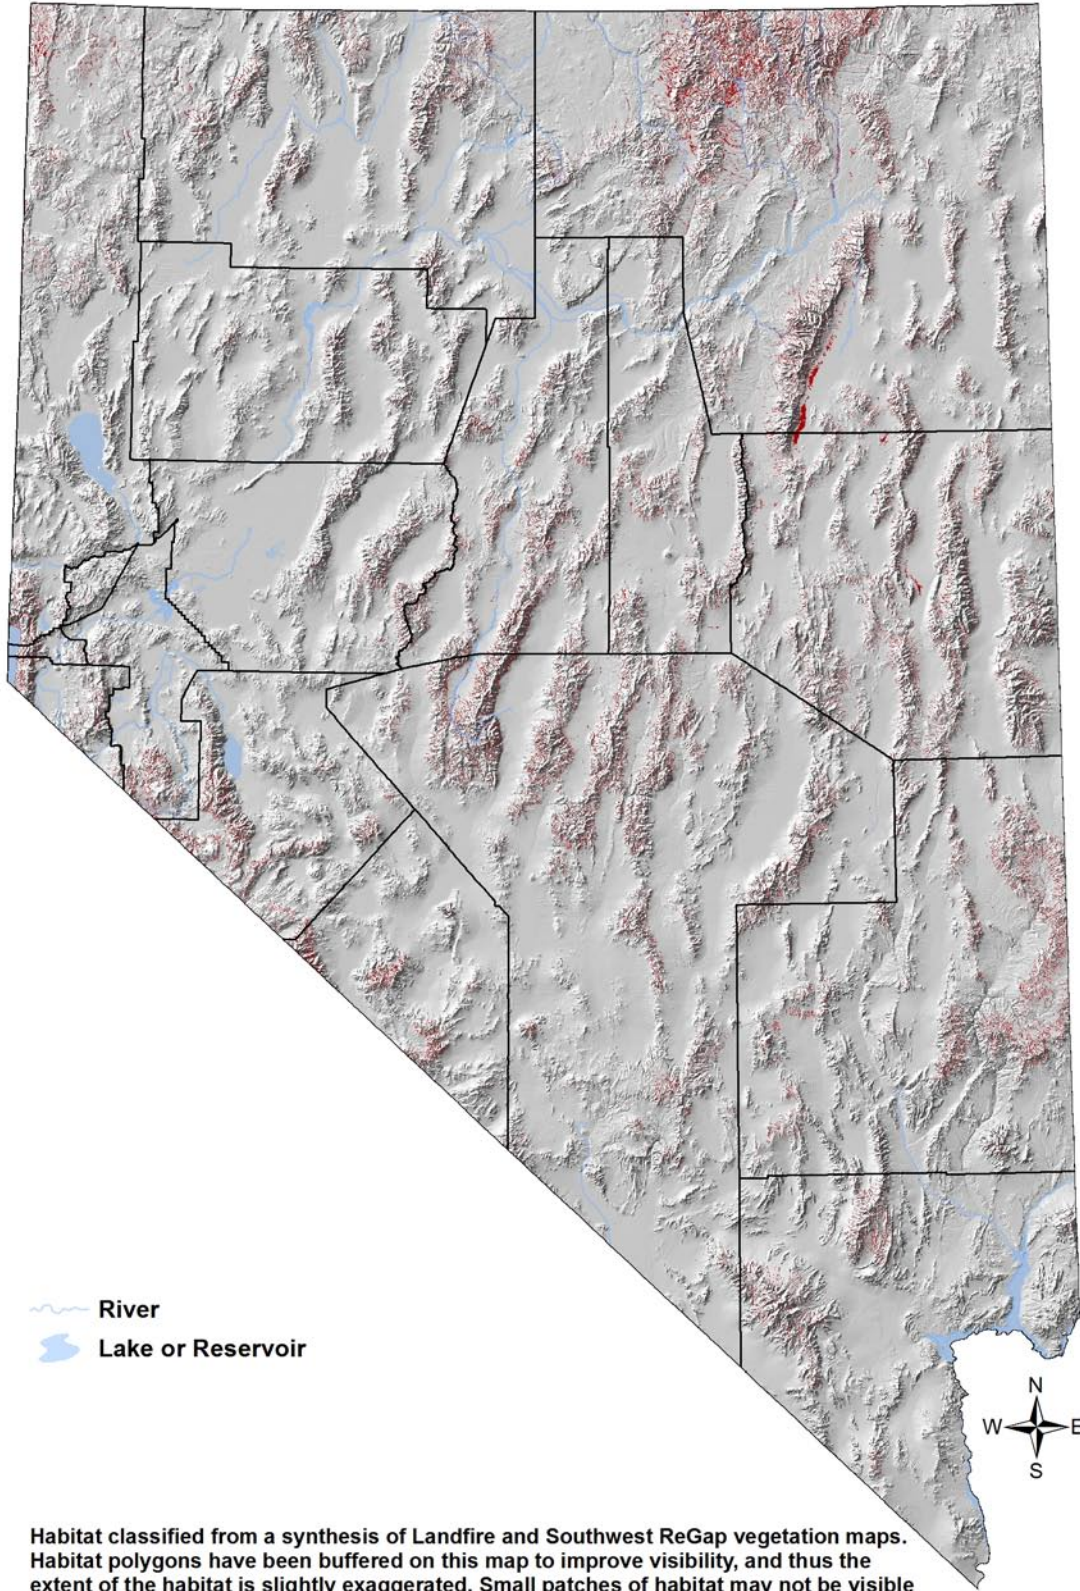 River
Lake or Reservoir
N
W E
S
Habitat classified from a synthesis of Landfire and Southwest ReGap vegetation maps.
Habitat polygons have been buffered on this map to improve visibility, and thus the
extent of the habitat is slightly exaggerated. Small patches of habitat may not be visible